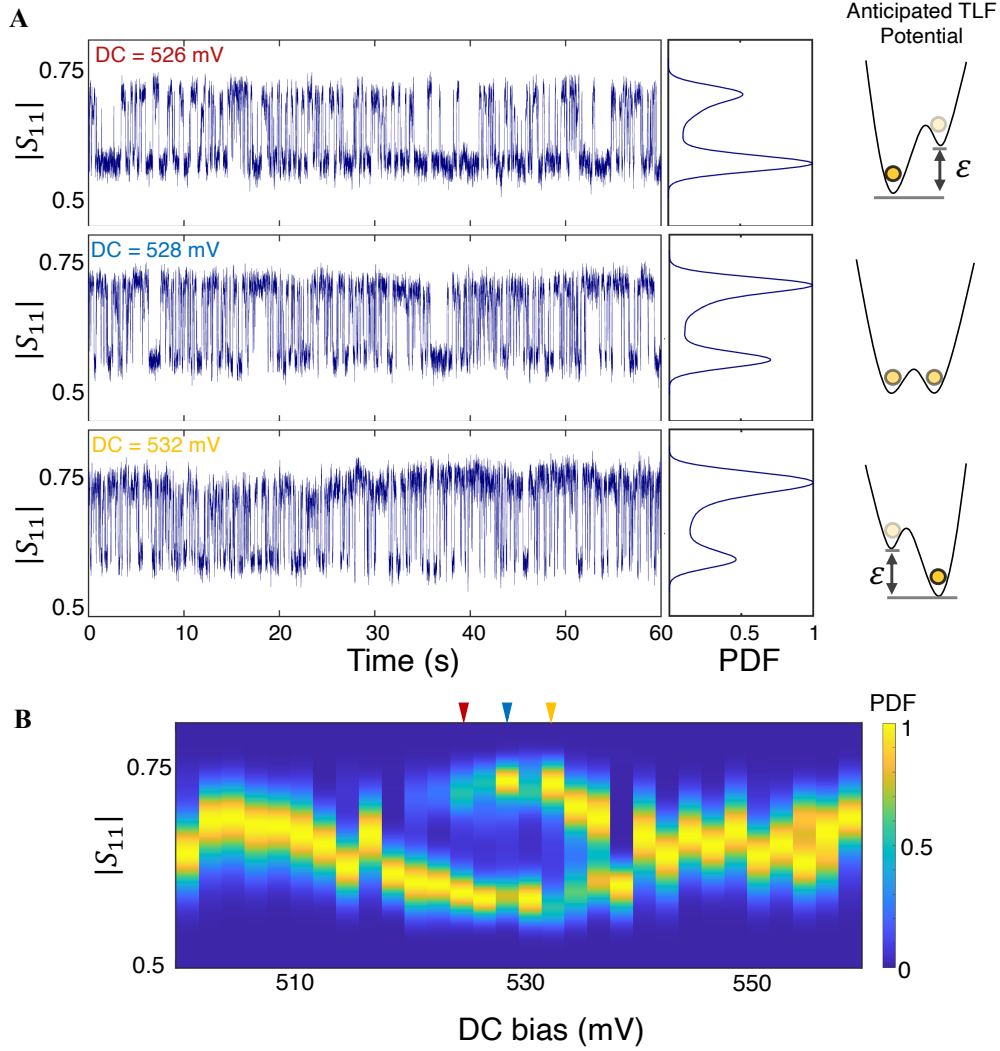 A
Anticipated TLF
Potential
DC = 526 mV
0.75
|S₁₁|
0.5
ε
DC = 528 mV
0.75
|S₁₁|
0.5
DC = 532 mV
0.75
|S₁₁|
0.5
ε
0 10 20 30 40 50 60
0.5 1
Time (s)
PDF
B
PDF
0.75
|S₁₁|
0.5
1
0.5
0
510 530 550
DC bias (mV)